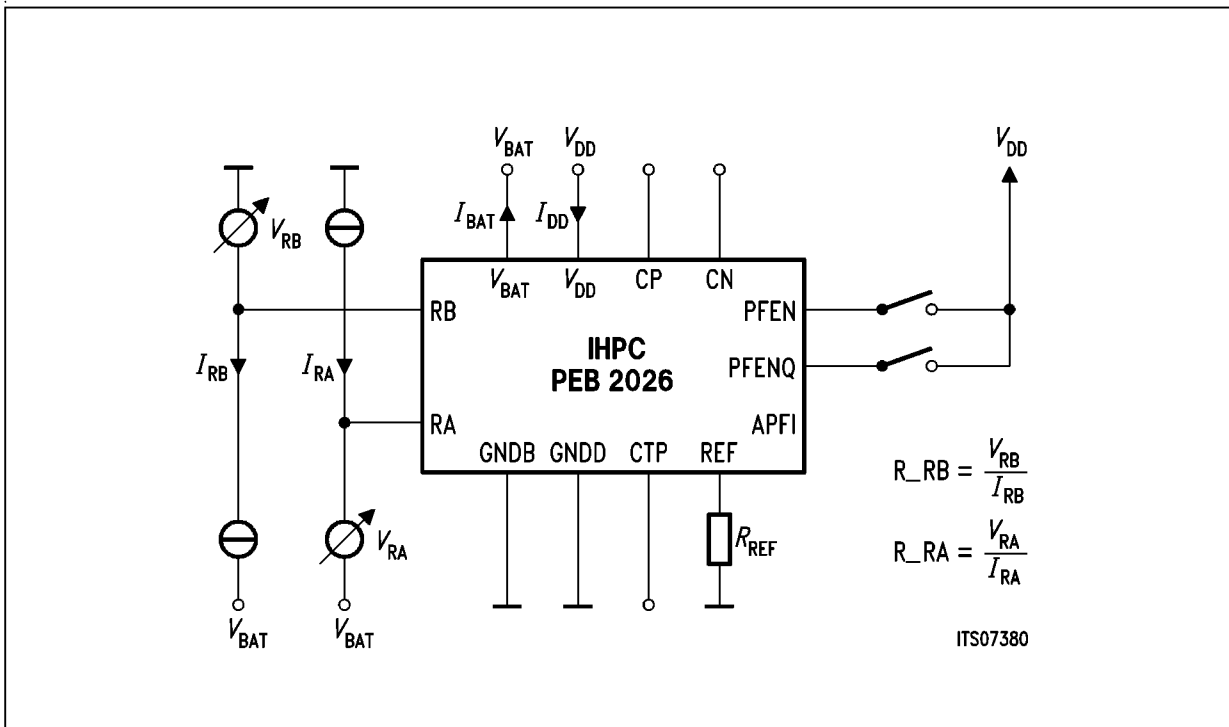 V_BAT V_DD V_DD
I_BAT I_DD
V_RB
V_BAT V_DD CP CN
RB PFEN
IHPC
PEB 2026
I_RB I_RA PFENQ
RA APFI
GNDB GNDD CTP REF
R_RB = V_RB / I_RB
V_RA R_REF
R_RA = V_RA / I_RA
V_BAT V_BAT
ITS07380